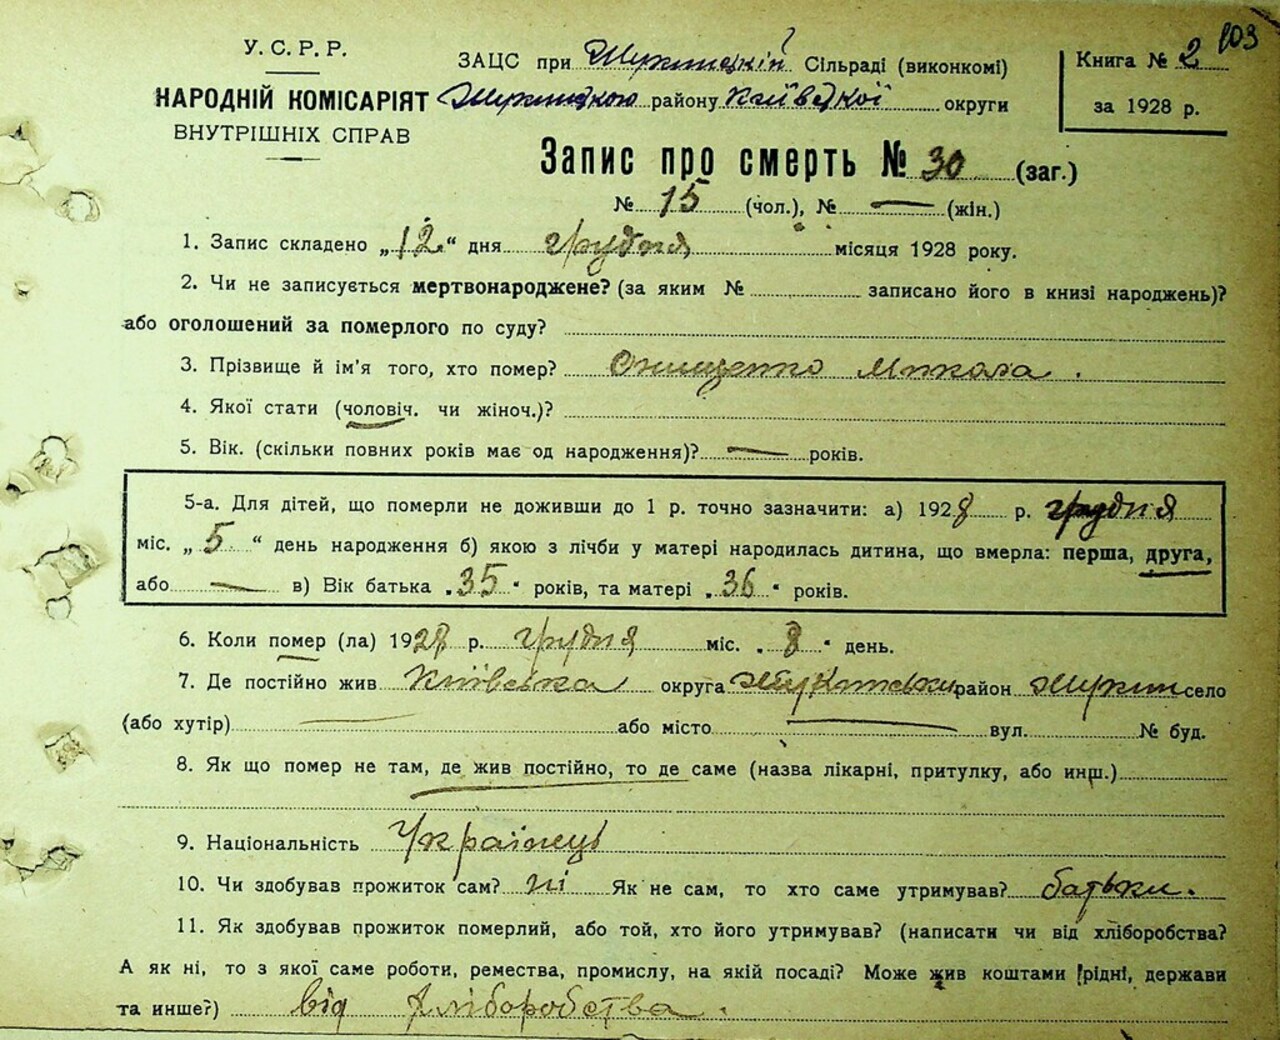 103
У.С.Р.Р.
НАРОДНІЙ КОМІСАРІЯТ
ВНУТРІШНІХ СПРАВ
ЗАЦС при Жукинській Сільраді (виконкомі)
району Київської округи
Книга № 2
за 1928 р.
Запис про смерть № 30 (заг.)
№ 15 (чол.), № — (жін.)
1. Запис складено „12“ дня грудня місяця 1928 року.
2. Чи не записується мертвонароджене? (за яким № записано його в книзі народжень)?
або оголошений за померлого по суду?
3. Прізвище й ім'я того, хто помер? Онищенко Микола.
4. Якої стати (чоловіч. чи жіноч.)?
5. Вік. (скільки повних років має од народження)? — років.
5-а. Для дітей, що померли не доживши до 1 р. точно зазначити: а) 1928 р. грудня
міс. „5“ день народження б) якою з лічби у матері народилась дитина, що вмерла: перша, друга,
або — в) Вік батька „35“ років, та матері „36“ років.
6. Коли помер (ла) 1928 р. грудня міс. „8“ день.
7. Де постійно жив Київська округа район Жукин село
(або хутір) — або місто — вул. № буд.
8. Як що помер не там, де жив постійно, то де саме (назва лікарні, притулку, або инш.)
9. Національність Українець
10. Чи здобував прожиток сам? ні Як не сам, то хто саме утримував? батьки.
11. Як здобував прожиток померлий, або той, хто його утримував? (написати чи від хліборобства?
А як ні, то з якої саме роботи, ремества, промислу, на якій посаді? Може жив коштами рідні, держави
та инше?) від хліборобства.